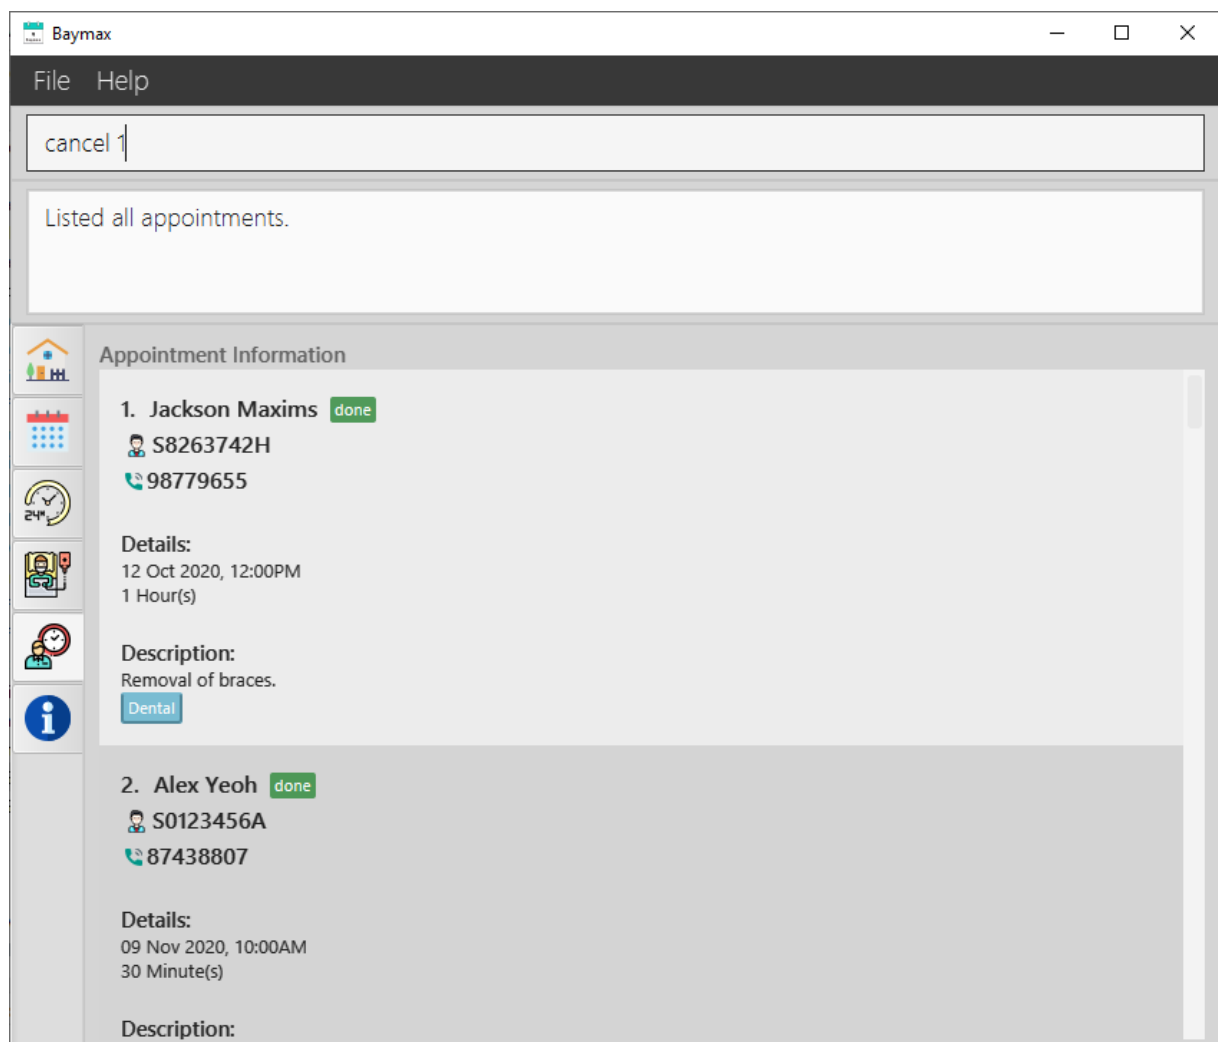 Baymax
File Help
cancel 1
Listed all appointments.
Appointment Information
1. Jackson Maxims done
S8263742H
98779655
Details:
12 Oct 2020, 12:00PM
1 Hour(s)
Description:
Removal of braces.
Dental
2. Alex Yeoh done
S0123456A
87438807
Details:
09 Nov 2020, 10:00AM
30 Minute(s)
Description:
24H